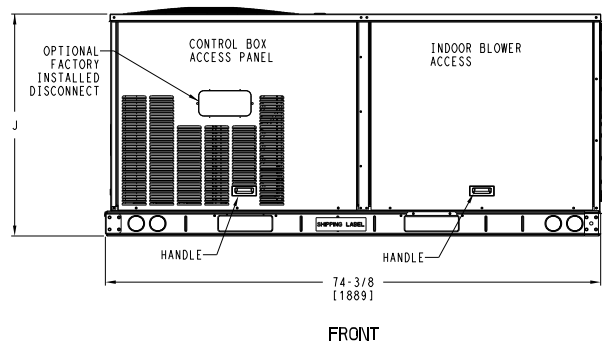 OPTIONAL
FACTORY
INSTALLED
DISCONNECT
CONTROL BOX
ACCESS PANEL
INDOOR BLOWER
ACCESS
J
SHIPPING LABEL
HANDLE
HANDLE
74-3/8
[1889]
FRONT